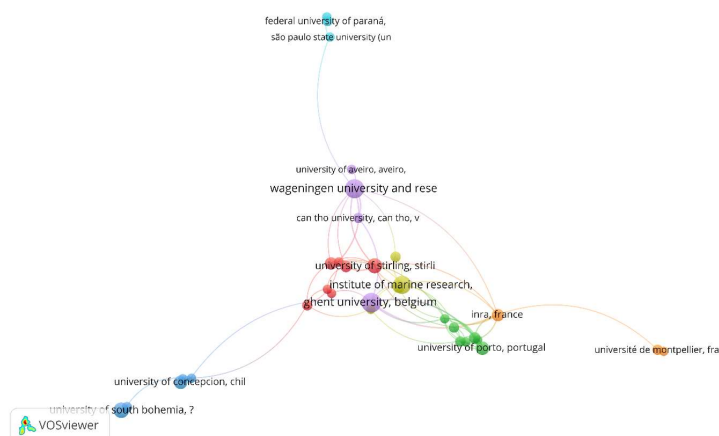 federal university of paraná,
são paulo state university (un
university of aveiro, aveiro,
wageningen university and rese
can tho university, can tho, v
university of stirling, stirli
institute of marine research,
ghent university, belgium
inra, france
university of porto, portugal
université de montpellier, fra
university of concepcion, chil
university of south bohemia, ?
VOSviewer